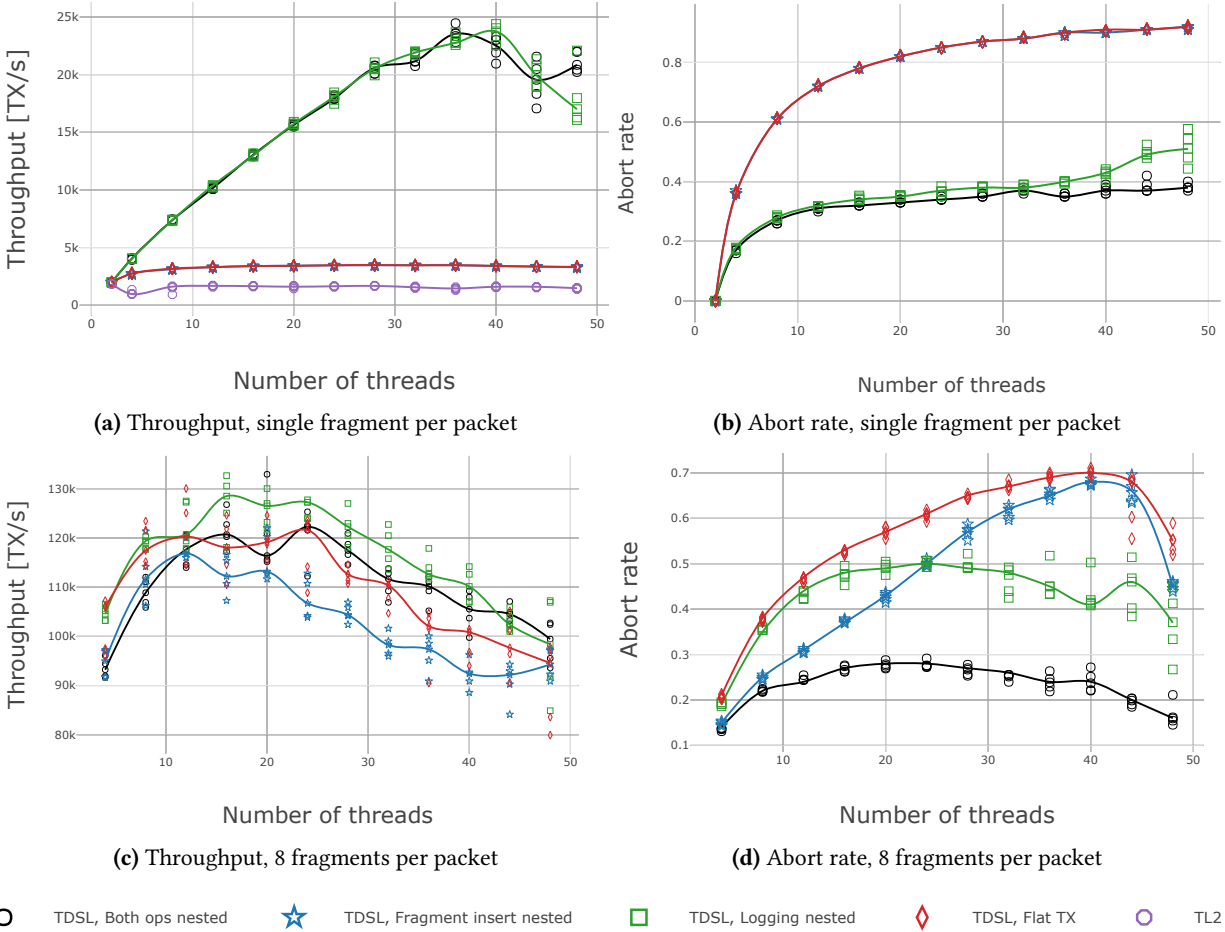 Throughput [TX/s]
25k
20k
15k
10k
5k
0
0 10 20 30 40 50
Number of threads
(a) Throughput, single fragment per packet
Abort rate
0.8
0.6
0.4
0.2
0
0 10 20 30 40 50
Number of threads
(b) Abort rate, single fragment per packet
Throughput [TX/s]
130k
120k
110k
100k
90k
80k
10 20 30 40 50
Number of threads
(c) Throughput, 8 fragments per packet
Abort rate
0.7
0.6
0.5
0.4
0.3
0.2
0.1
10 20 30 40 50
Number of threads
(d) Abort rate, 8 fragments per packet
TDSL, Both ops nested TDSL, Fragment insert nested TDSL, Logging nested TDSL, Flat TX TL2